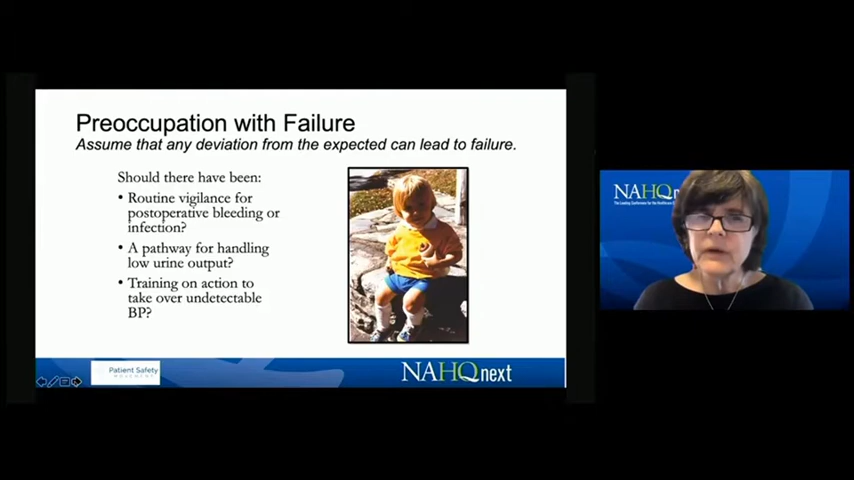 Preoccupation with Failure
Assume that any deviation from the expected can lead to failure.
Should there have been:
• Routine vigilance for
postoperative bleeding or
infection?
• A pathway for handling
low urine output?
• Training on action to
take over undetectable
BP?
Patient Safety
MOVEMENT
NAHQnext
NAHQ